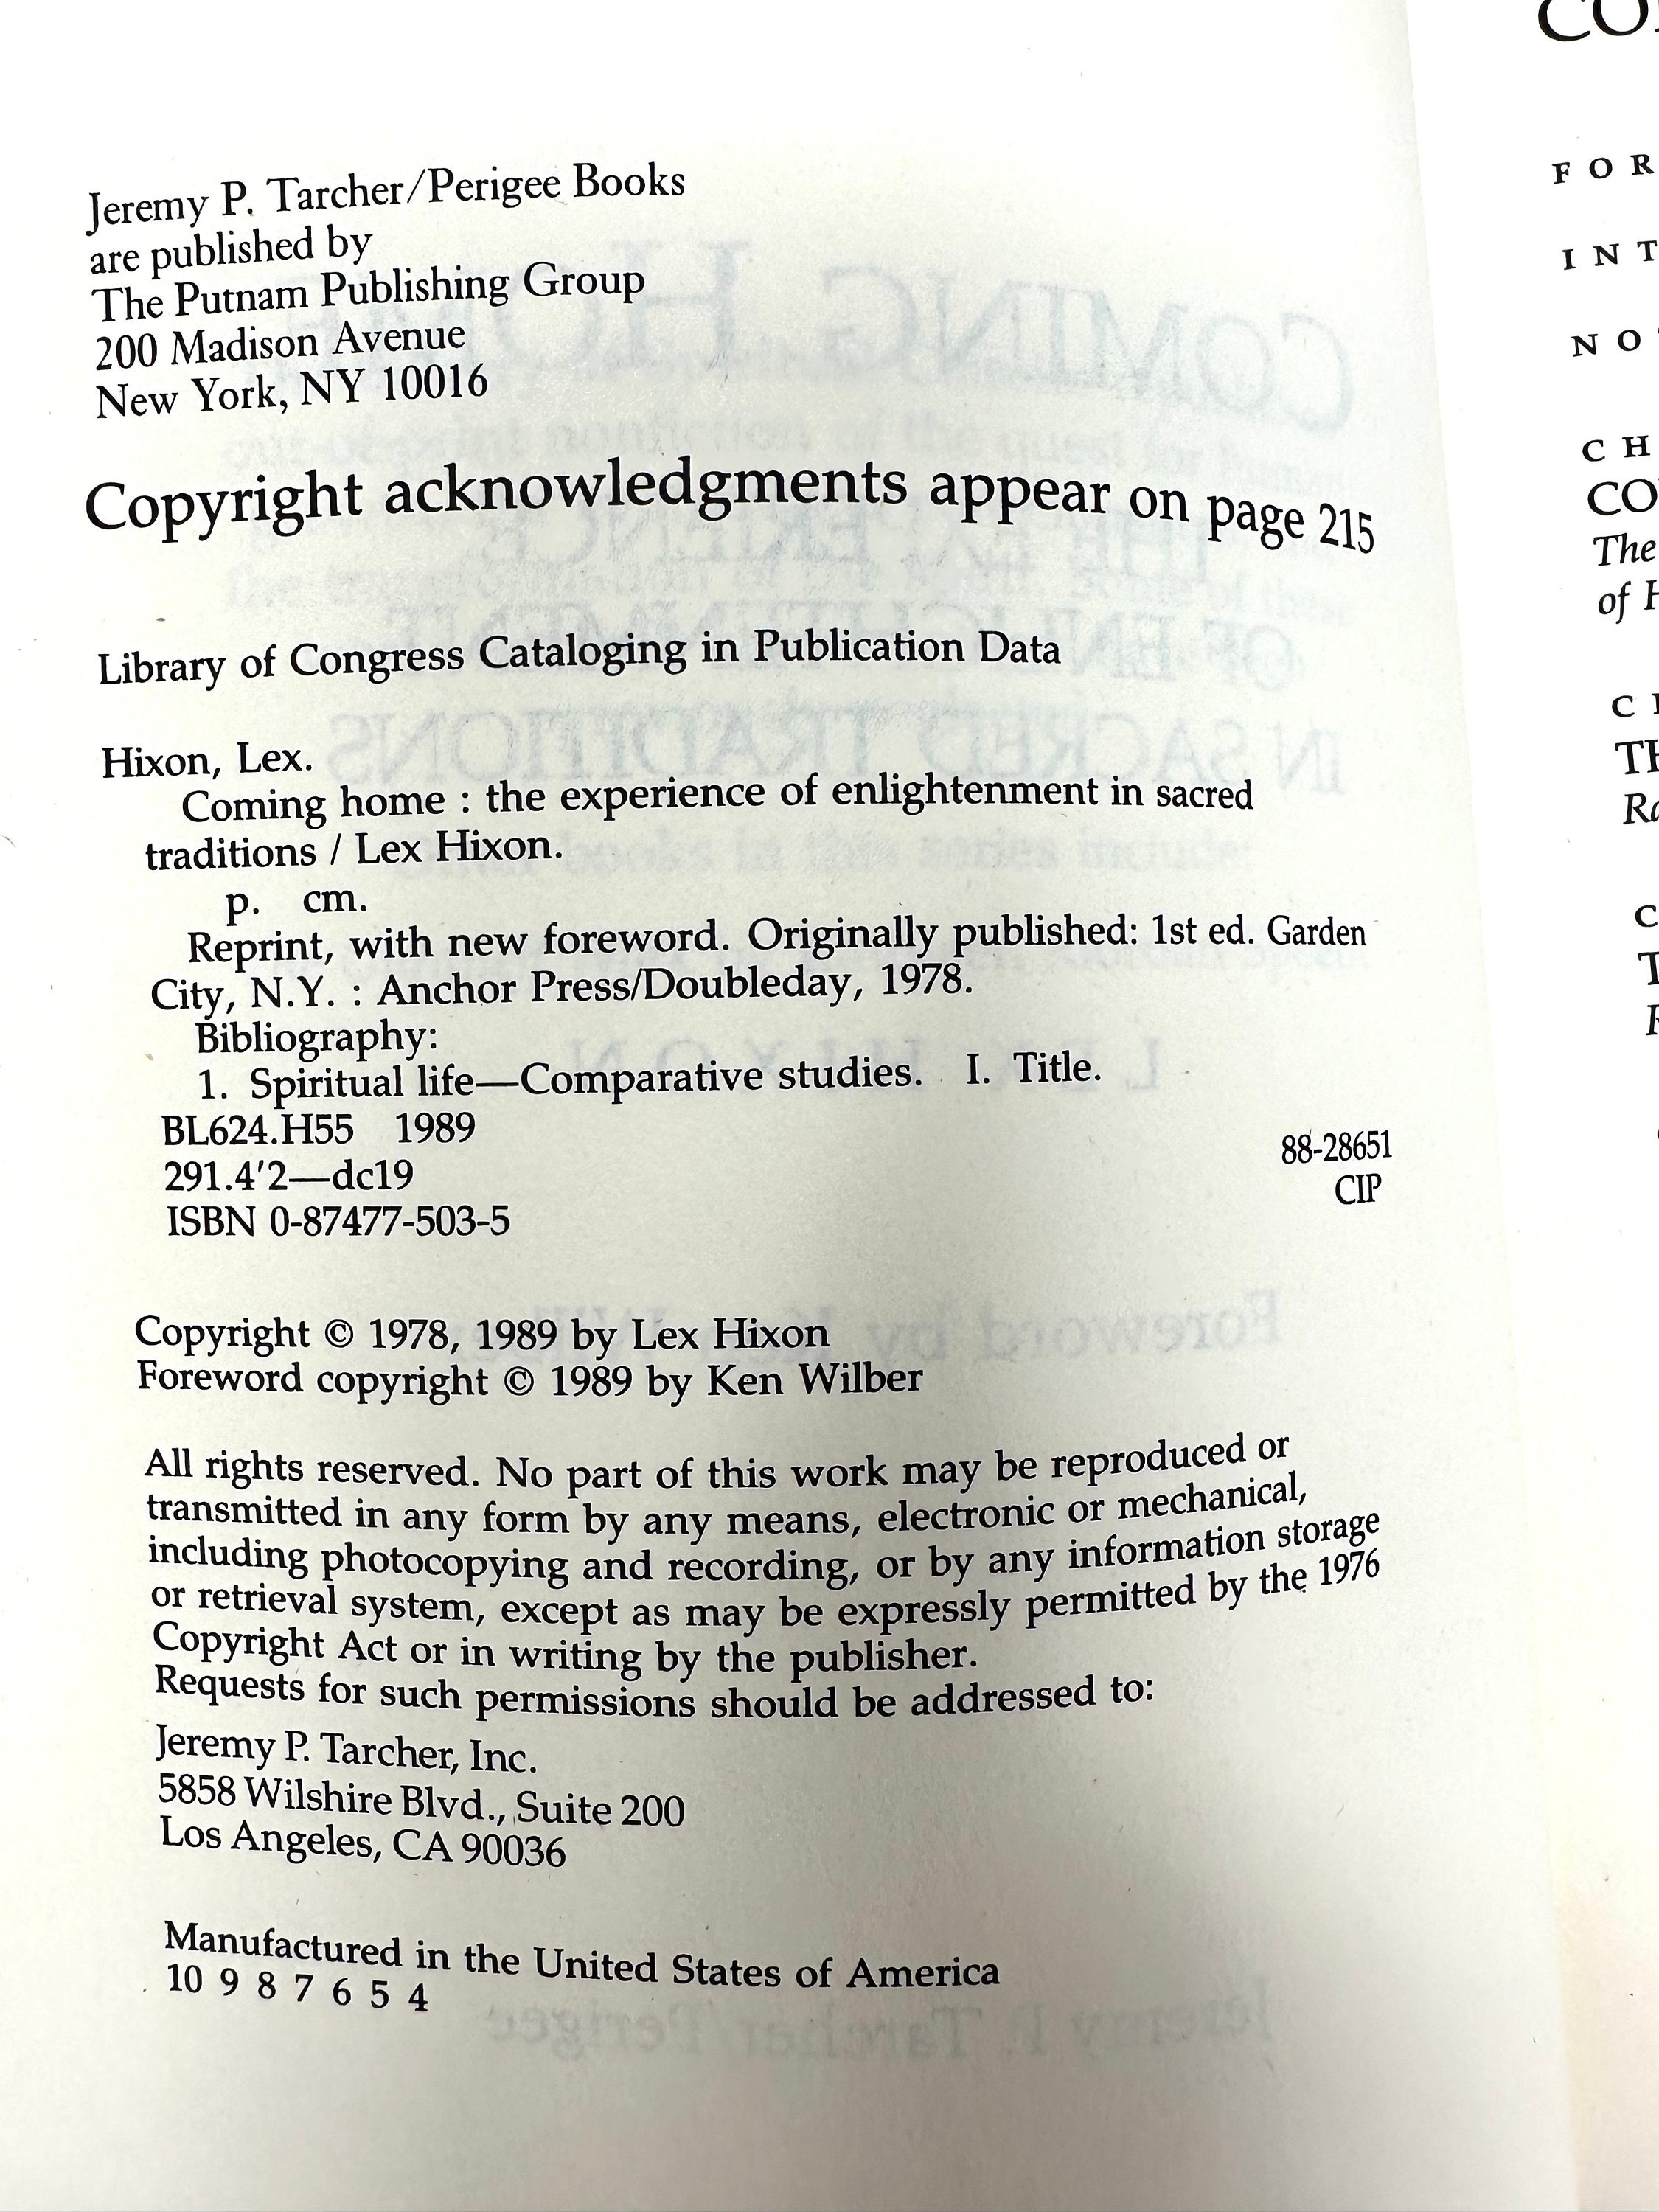 Jeremy P. Tarcher/Perigee Books
are published by
The Putnam Publishing Group
200 Madison Avenue
New York, NY 10016
Copyright acknowledgments appear on page 215
Library of Congress Cataloging in Publication Data
Hixon, Lex.
Coming home : the experience of enlightenment in sacred
traditions / Lex Hixon.
p. cm.
Reprint, with new foreword. Originally published: 1st ed. Garden
City, N.Y. : Anchor Press/Doubleday, 1978.
Bibliography:
1. Spiritual life—Comparative studies. I. Title.
BL624.H55 1989
291.4'2—dc19
ISBN 0-87477-503-5
88-28651
CIP
Copyright © 1978, 1989 by Lex Hixon
Foreword copyright © 1989 by Ken Wilber
All rights reserved. No part of this work may be reproduced or
transmitted in any form by any means, electronic or mechanical,
including photocopying and recording, or by any information storage
or retrieval system, except as may be expressly permitted by the 1976
Copyright Act or in writing by the publisher.
Requests for such permissions should be addressed to:
Jeremy P. Tarcher, Inc.
5858 Wilshire Blvd., Suite 200
Los Angeles, CA 90036
Manufactured in the United States of America
10 9 8 7 6 5 4
The
of